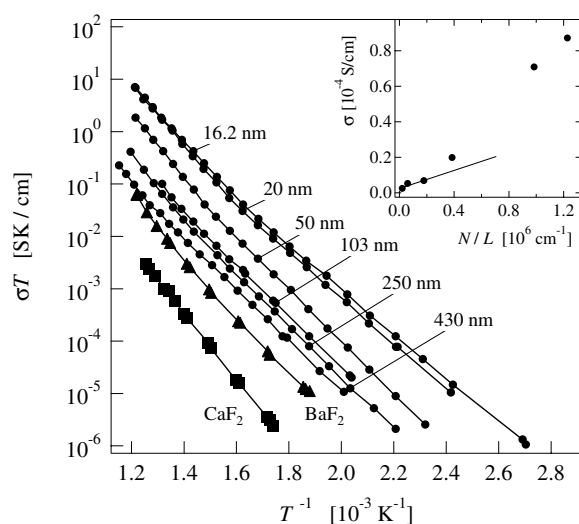 σT [SK / cm]
10^2
10^1
10^0
10^-1
10^-2
10^-3
10^-4
10^-5
10^-6
1.2 1.4 1.6 1.8 2.0 2.2 2.4 2.6 2.8
T^-1 [10^-3 K^-1]
16.2 nm
20 nm
50 nm
103 nm
250 nm
430 nm
CaF₂ BaF₂
σ [10^-4 S/cm]
0.8
0.4
0.2
0.0
0.0 0.4 0.8 1.2
N / L [10^6 cm^-1]